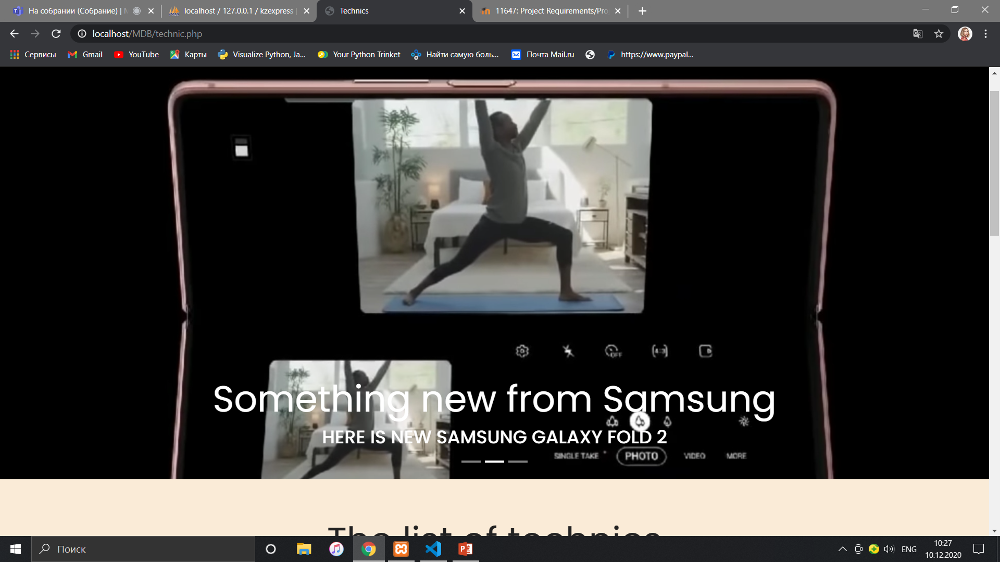 На собрании (Собрание) | M
localhost / 127.0.0.1 / kzexpress |
Technics
11647: Project Requirements/Pro
localhost/MDB/technic.php
Сервисы
Gmail
YouTube
Карты
Visualize Python, Ja...
Your Python Trinket
Найти самую боль...
Почта Mail.ru
https://www.paypal...
OFF
4:3
Something new from Samsung
HERE IS NEW SAMSUNG GALAXY FOLD 2
SINGLE TAKE
PHOTO
VIDEO
MORE
The list of technics
Поиск
ENG
10:27
10.12.2020